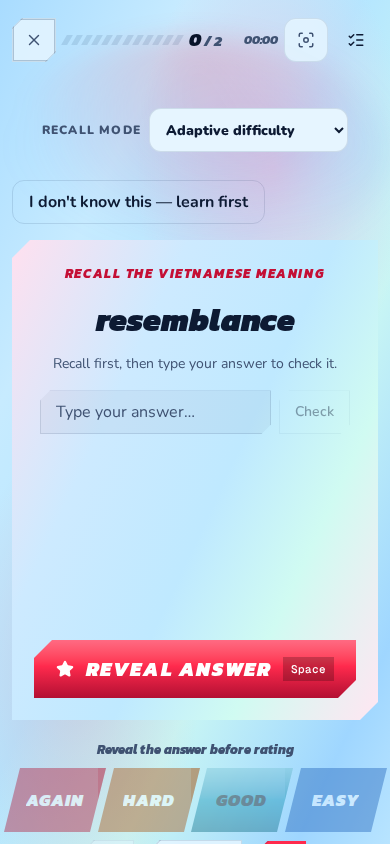 0 / 2 00:00
RECALL MODE Adaptive difficulty
I don't know this — learn first
RECALL THE VIETNAMESE MEANING
resemblance
Recall first, then type your answer to check it.
Type your answer... Check
REVEAL ANSWER Space
Reveal the answer before rating
AGAIN HARD GOOD EASY